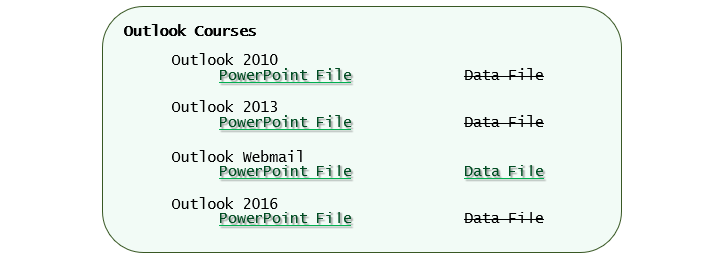 Outlook Courses
Outlook 2010
PowerPoint File Data File
Outlook 2013
PowerPoint File Data File
Outlook Webmail
PowerPoint File Data File
Outlook 2016
PowerPoint File Data File